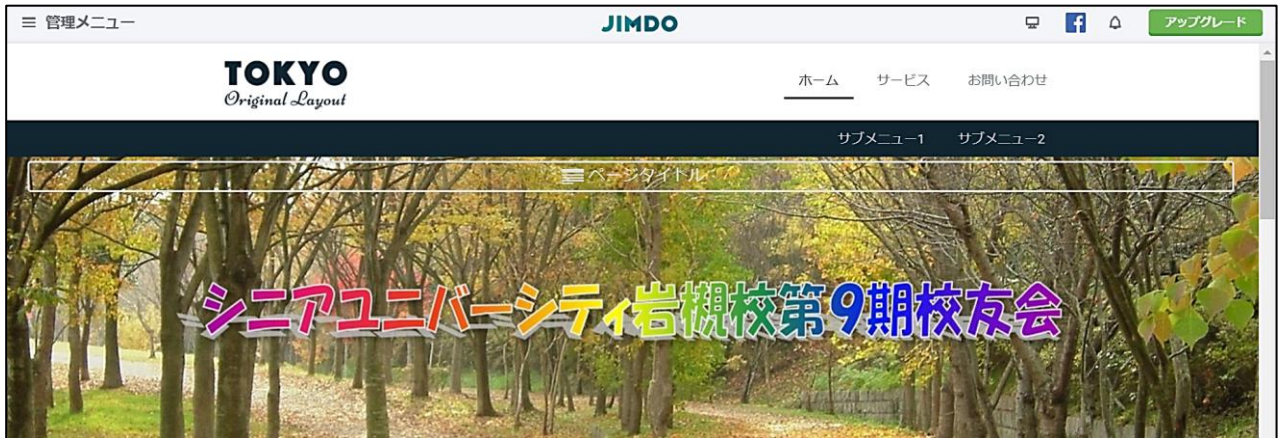 管理メニュー
JIMDO
アップグレード
TOKYO
Original Layout
ホーム サービス お問い合わせ
サブメニュー1 サブメニュー2
ページタイトル
シニアユニバーシティ岩槻校第9期校友会